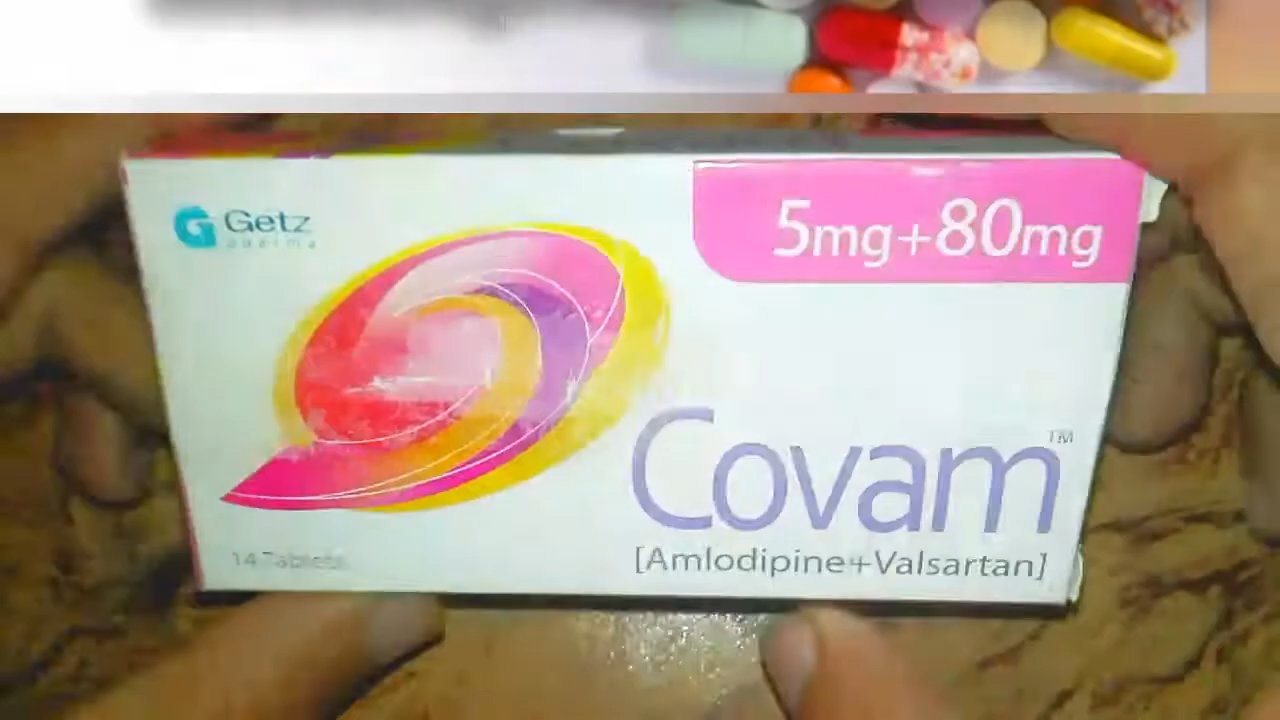 Getz
pharma
5mg+80mg
Covam™
[Amlodipine+Valsartan]
14 Tablets